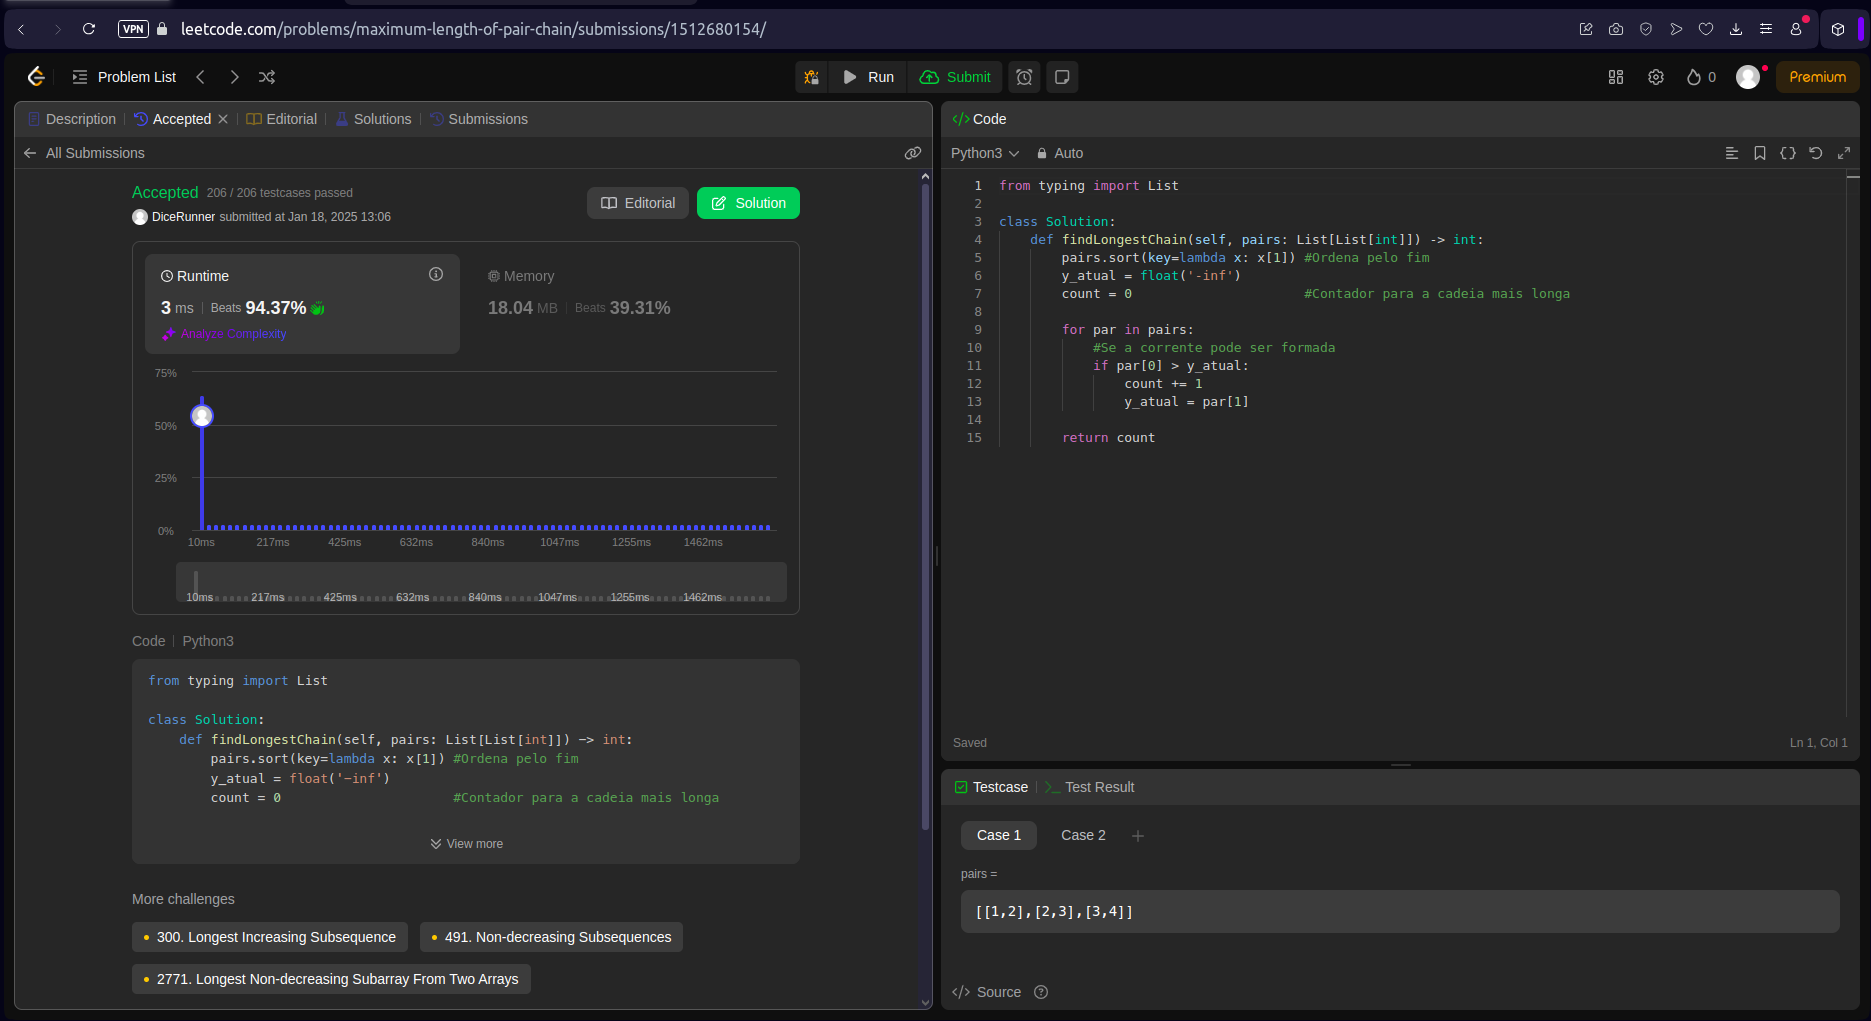 VPN leetcode.com/problems/maximum-length-of-pair-chain/submissions/1512680154/
Problem List
Run
Submit
0
Premium
Description
Accepted
Editorial
Solutions
Submissions
All Submissions
Accepted 206 / 206 testcases passed
DiceRunner submitted at Jan 18, 2025 13:06
Editorial
Solution
Runtime
3 ms Beats 94.37%
Analyze Complexity
Memory
18.04 MB Beats 39.31%
75%
50%
25%
0%
10ms 217ms 425ms 632ms 840ms 1047ms 1255ms 1462ms
10ms 217ms 425ms 632ms 840ms 1047ms 1255ms 1462ms
Code Python3
from typing import List
class Solution:
def findLongestChain(self, pairs: List[List[int]]) -> int:
pairs.sort(key=lambda x: x[1]) #Ordena pelo fim
y_atual = float('-inf')
count = 0 #Contador para a cadeia mais longa
View more
More challenges
300. Longest Increasing Subsequence
491. Non-decreasing Subsequences
2771. Longest Non-decreasing Subarray From Two Arrays
</> Code
Python3 Auto
1 from typing import List
2
3 class Solution:
4 def findLongestChain(self, pairs: List[List[int]]) -> int:
5 pairs.sort(key=lambda x: x[1]) #Ordena pelo fim
6 y_atual = float('-inf')
7 count = 0 #Contador para a cadeia mais longa
8
9 for par in pairs:
10 #Se a corrente pode ser formada
11 if par[0] > y_atual:
12 count += 1
13 y_atual = par[1]
14
15 return count
Saved
Ln 1, Col 1
Testcase
Test Result
Case 1
Case 2
pairs =
[[1,2],[2,3],[3,4]]
</> Source